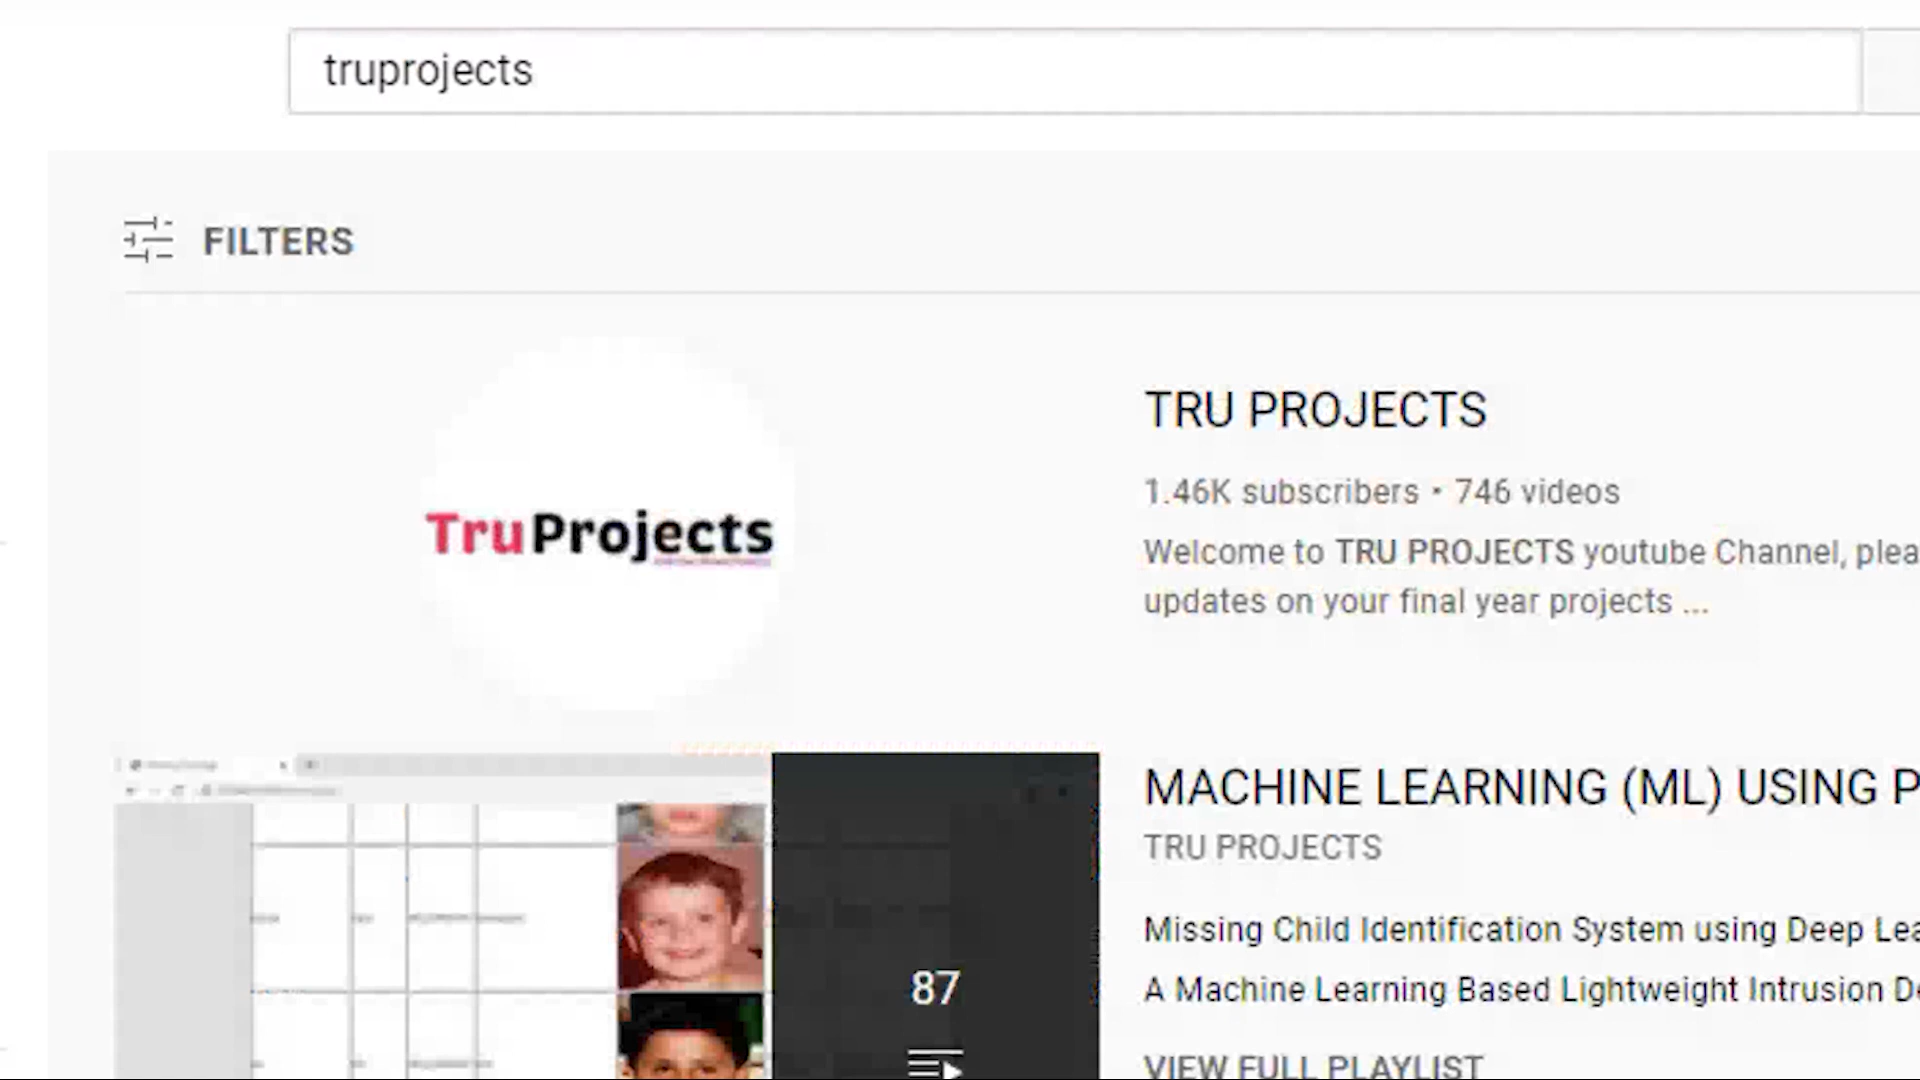 truprojects
FILTERS
TruProjects
TRU PROJECTS
1.46K subscribers • 746 videos
Welcome to TRU PROJECTS youtube Channel, plea
updates on your final year projects ...
MACHINE LEARNING (ML) USING P
TRU PROJECTS
Missing Child Identification System using Deep Lea
A Machine Learning Based Lightweight Intrusion De
87
VIEW FULL PLAYLIST